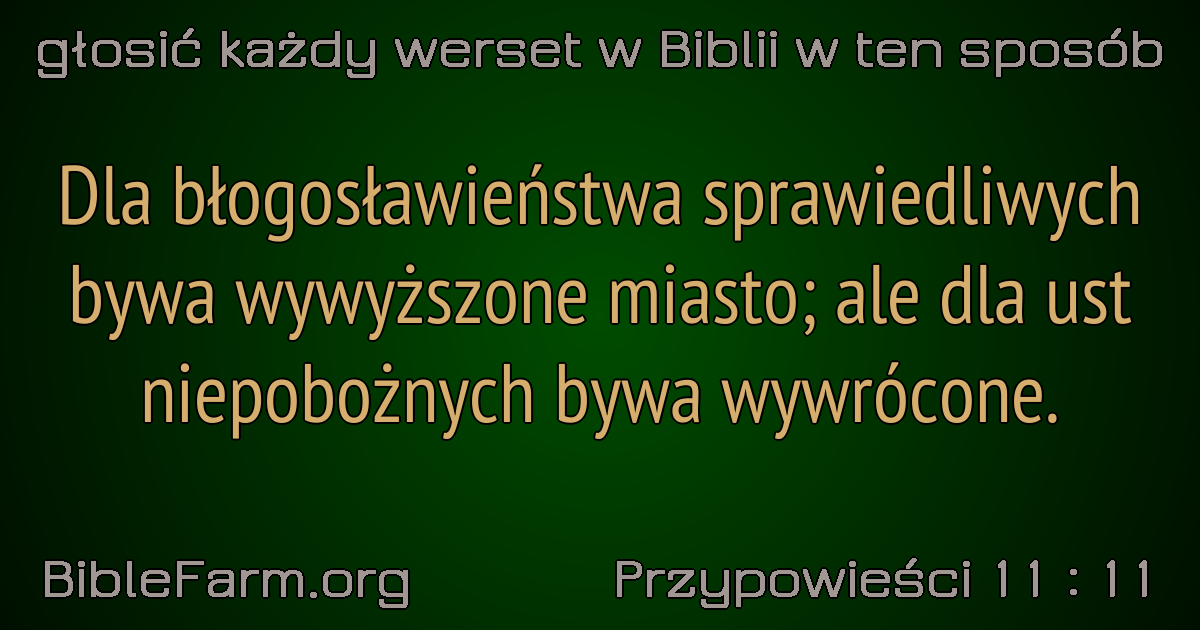 głosić każdy werset w Biblii w ten sposób
Dla błogosławieństwa sprawiedliwych
bywa wywyższone miasto; ale dla ust
niepobożnych bywa wywrócone.
BibleFarm.org
Przypowieści 11 : 11